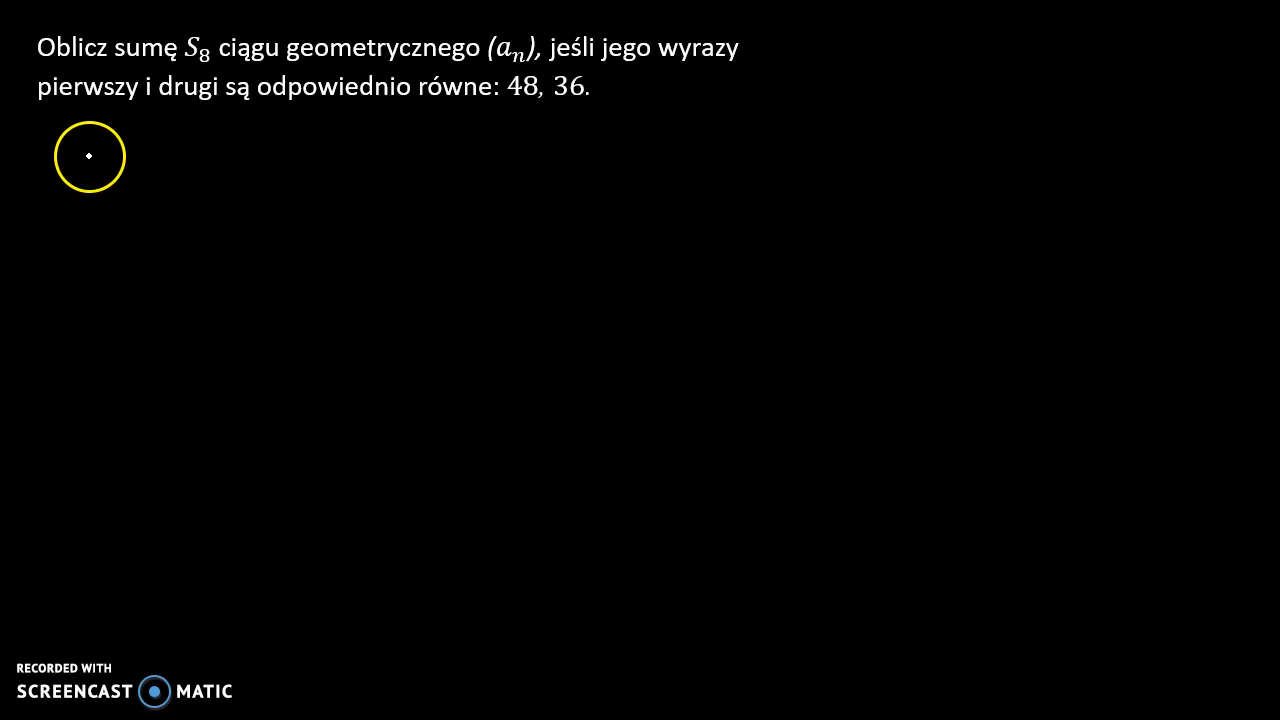 Oblicz sumę S₈ ciągu geometrycznego (aₙ), jeśli jego wyrazy
pierwszy i drugi są odpowiednio równe: 48, 36.
RECORDED WITH
SCREENCAST MATIC